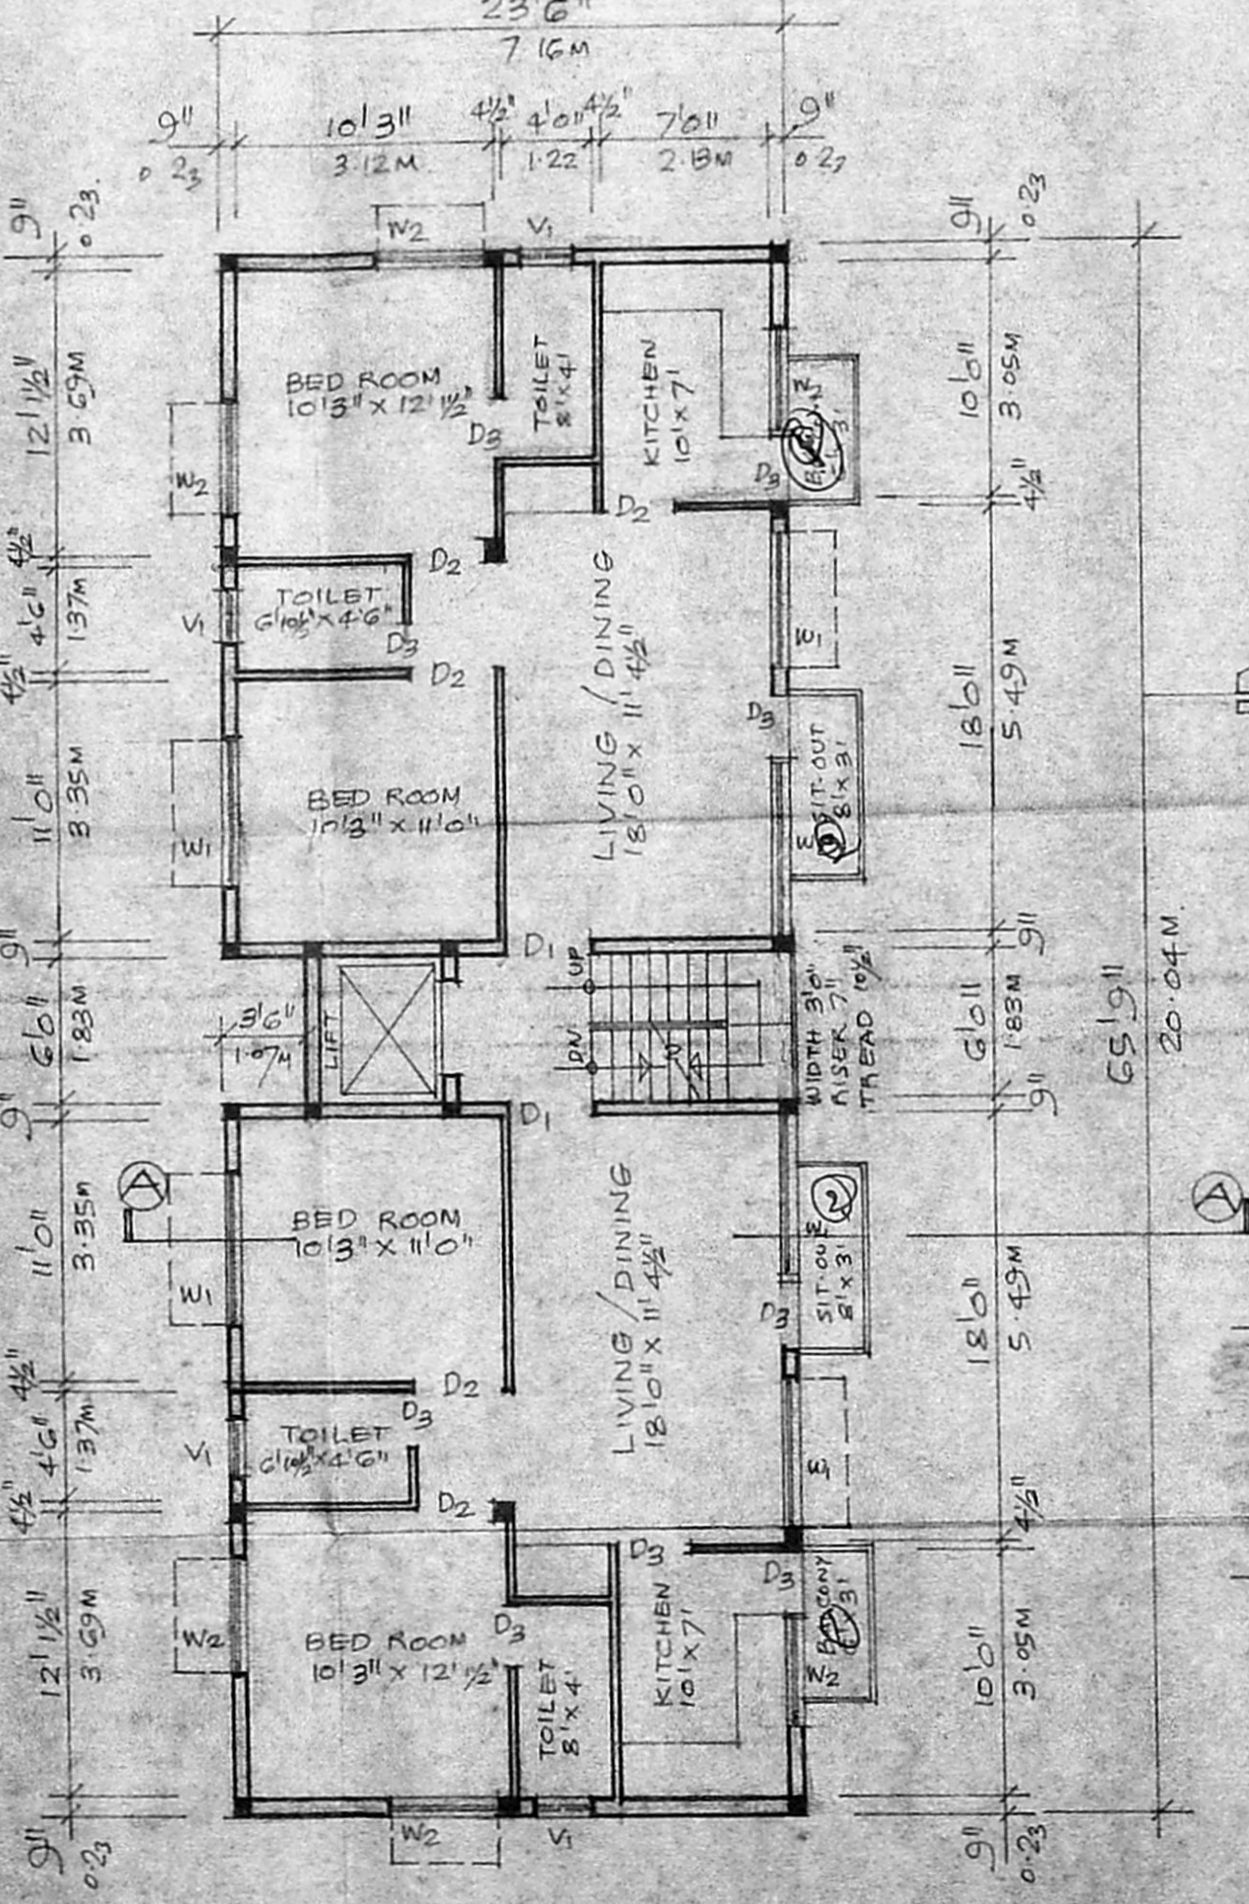 23'6"
7.16M
9"
10'3"
4½"
4'0"
4½"
7'0"
9"
0.23
3.12M.
1.22
2.13M
0.23
9"
0.23.
W2
V1
9"
0.23
12'1½"
3.69M
BED ROOM
10'3" X 12'1½"
D3
TOILET
8'X4'
KITCHEN
10'X7'
D3
3'
10'0"
3.05M
W2
D2
4½"
4½"
D2
4'6"
1.37M
V1
TOILET
6'10½"X4'6"
D3
W1
4½"
D2
LIVING/DINING
18'0" X 11'4½"
D3
SIT-OUT
8'X3'
18'0"
5.49M
11'0"
3.35M
W1
BED ROOM
10'3" X 11'0"
9"
D1
9"
6'0"
1.83M
3'6"
1.07M
LIFT
UP
DN
WIDTH 3'0"
RISER 7"
TREAD 10½"
6'0"
1.83M
65'9"
20.04M.
9"
D1
9"
A
11'0"
3.35M
W1
BED ROOM
10'3" X 11'0"
LIVING/DINING
18'0" X 11'4½"
2
SIT-OUT
8'X3'
D3
18'0"
5.49M
A
4½"
D2
4'6"
1.37M
V1
TOILET
6'10½"X4'6"
D3
W1
4½"
D2
4½"
D3
D3
BALCONY
3'
12'1½"
3.69M
W2
BED ROOM
10'3" X 12'1½"
D3
TOILET
8'X4'
KITCHEN
10'X7'
W2
10'0"
3.05M
9"
0.23
W2
V1
9"
0.23